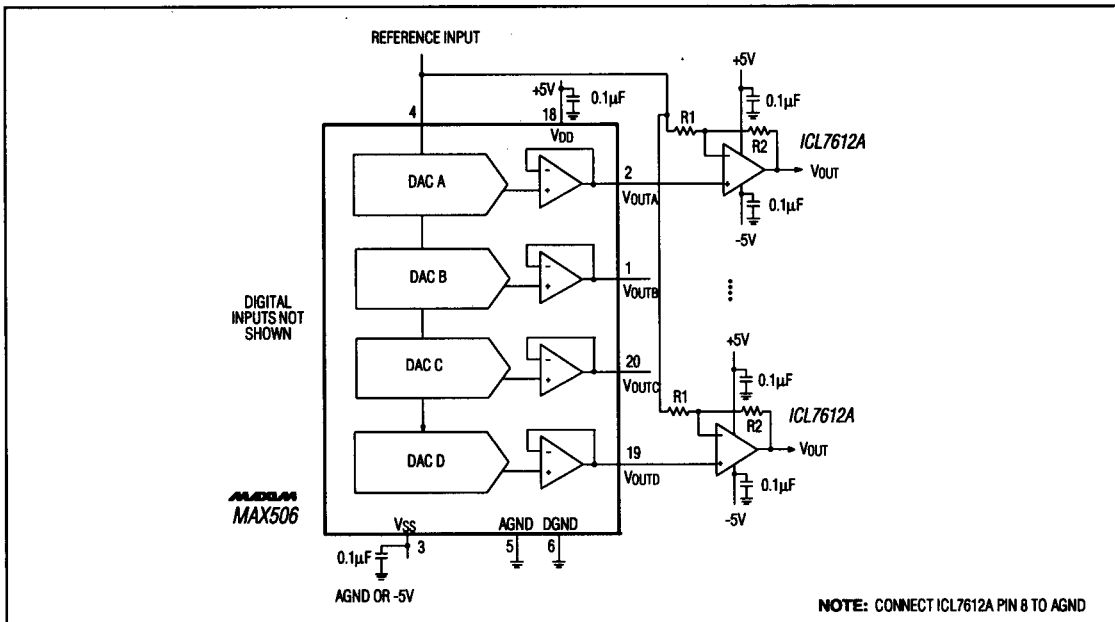 REFERENCE INPUT
4
+5V
0.1µF
18
VDD
+5V
0.1µF
R1
R2
ICL7612A
VOUT
0.1µF
-5V
DAC A
2
VOUTA
DAC B
1
VOUTB
DIGITAL
INPUTS NOT
SHOWN
DAC C
20
VOUTC
+5V
0.1µF
R1
R2
ICL7612A
VOUT
0.1µF
-5V
DAC D
19
VOUTD
MAXIM
MAX506
VSS
3
0.1µF
AGND OR -5V
AGND
5
DGND
6
NOTE: CONNECT ICL7612A PIN 8 TO AGND